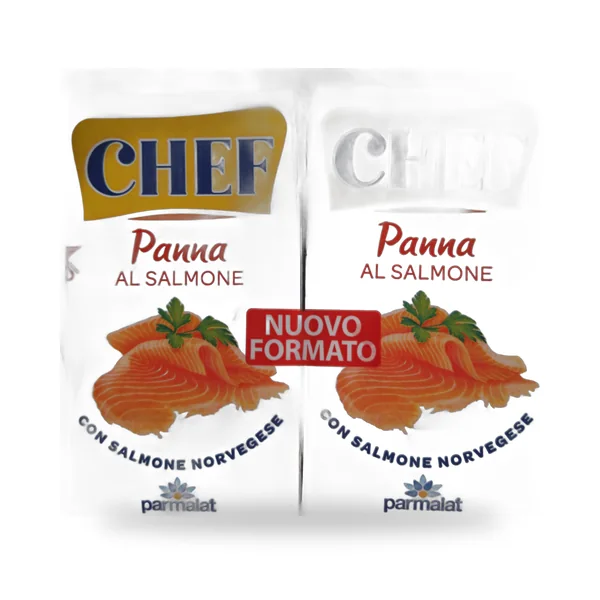 CHEF
Panna
AL SALMONE
CON SALMONE NORVEGESE
parmalat
NUOVO
FORMATO
CHEF
Panna
AL SALMONE
CON SALMONE NORVEGESE
parmalat